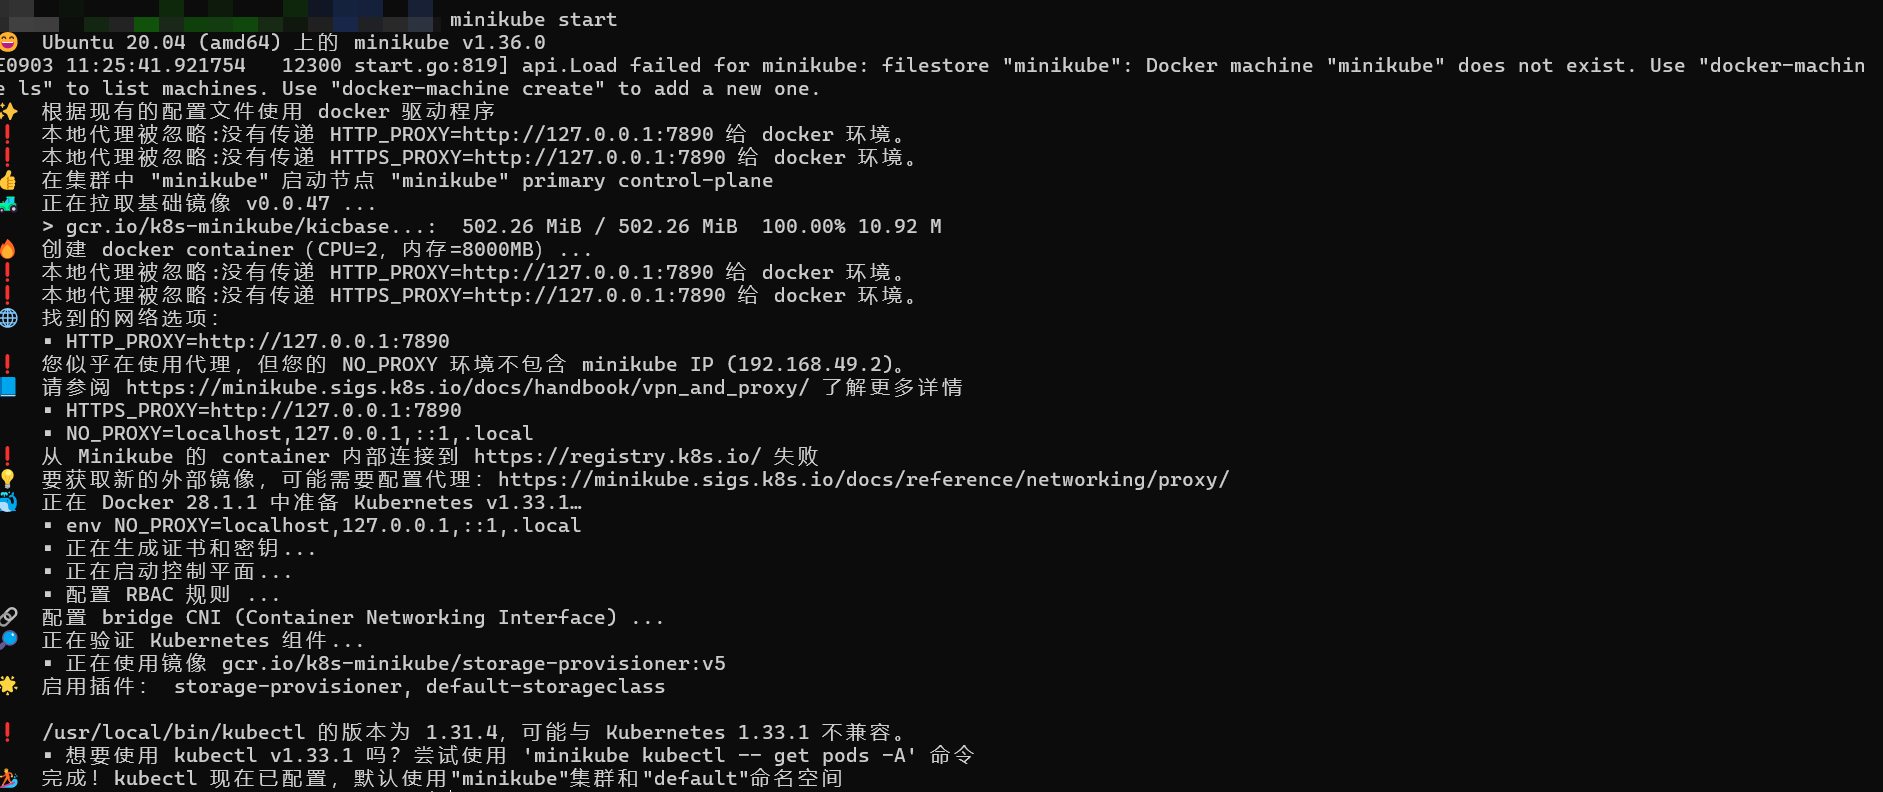 minikube start
Ubuntu 20.04 (amd64) 上的 minikube v1.36.0
E0903 11:25:41.921754   12300 start.go:819] api.Load failed for minikube: filestore "minikube": Docker machine "minikube" does not exist. Use "docker-machin
e ls" to list machines. Use "docker-machine create" to add a new one.
根据现有的配置文件使用 docker 驱动程序
本地代理被忽略:没有传递 HTTP_PROXY=http://127.0.0.1:7890 给 docker 环境。
本地代理被忽略:没有传递 HTTPS_PROXY=http://127.0.0.1:7890 给 docker 环境。
在集群中 "minikube" 启动节点 "minikube" primary control-plane
正在拉取基础镜像 v0.0.47 ...
> gcr.io/k8s-minikube/kicbase...:  502.26 MiB / 502.26 MiB  100.00% 10.92 M
创建 docker container（CPU=2，内存=8000MB）...
本地代理被忽略:没有传递 HTTP_PROXY=http://127.0.0.1:7890 给 docker 环境。
本地代理被忽略:没有传递 HTTPS_PROXY=http://127.0.0.1:7890 给 docker 环境。
找到的网络选项：
▪ HTTP_PROXY=http://127.0.0.1:7890
您似乎在使用代理，但您的 NO_PROXY 环境不包含 minikube IP (192.168.49.2)。
请参阅 https://minikube.sigs.k8s.io/docs/handbook/vpn_and_proxy/ 了解更多详情
▪ HTTPS_PROXY=http://127.0.0.1:7890
▪ NO_PROXY=localhost,127.0.0.1,::1,.local
从 Minikube 的 container 内部连接到 https://registry.k8s.io/ 失败
要获取新的外部镜像，可能需要配置代理：https://minikube.sigs.k8s.io/docs/reference/networking/proxy/
正在 Docker 28.1.1 中准备 Kubernetes v1.33.1…
▪ env NO_PROXY=localhost,127.0.0.1,::1,.local
▪ 正在生成证书和密钥...
▪ 正在启动控制平面...
▪ 配置 RBAC 规则 ...
配置 bridge CNI (Container Networking Interface) ...
正在验证 Kubernetes 组件...
▪ 正在使用镜像 gcr.io/k8s-minikube/storage-provisioner:v5
启用插件： storage-provisioner, default-storageclass
/usr/local/bin/kubectl 的版本为 1.31.4，可能与 Kubernetes 1.33.1 不兼容。
▪ 想要使用 kubectl v1.33.1 吗？尝试使用 'minikube kubectl -- get pods -A' 命令
完成！kubectl 现在已配置，默认使用"minikube"集群和"default"命名空间